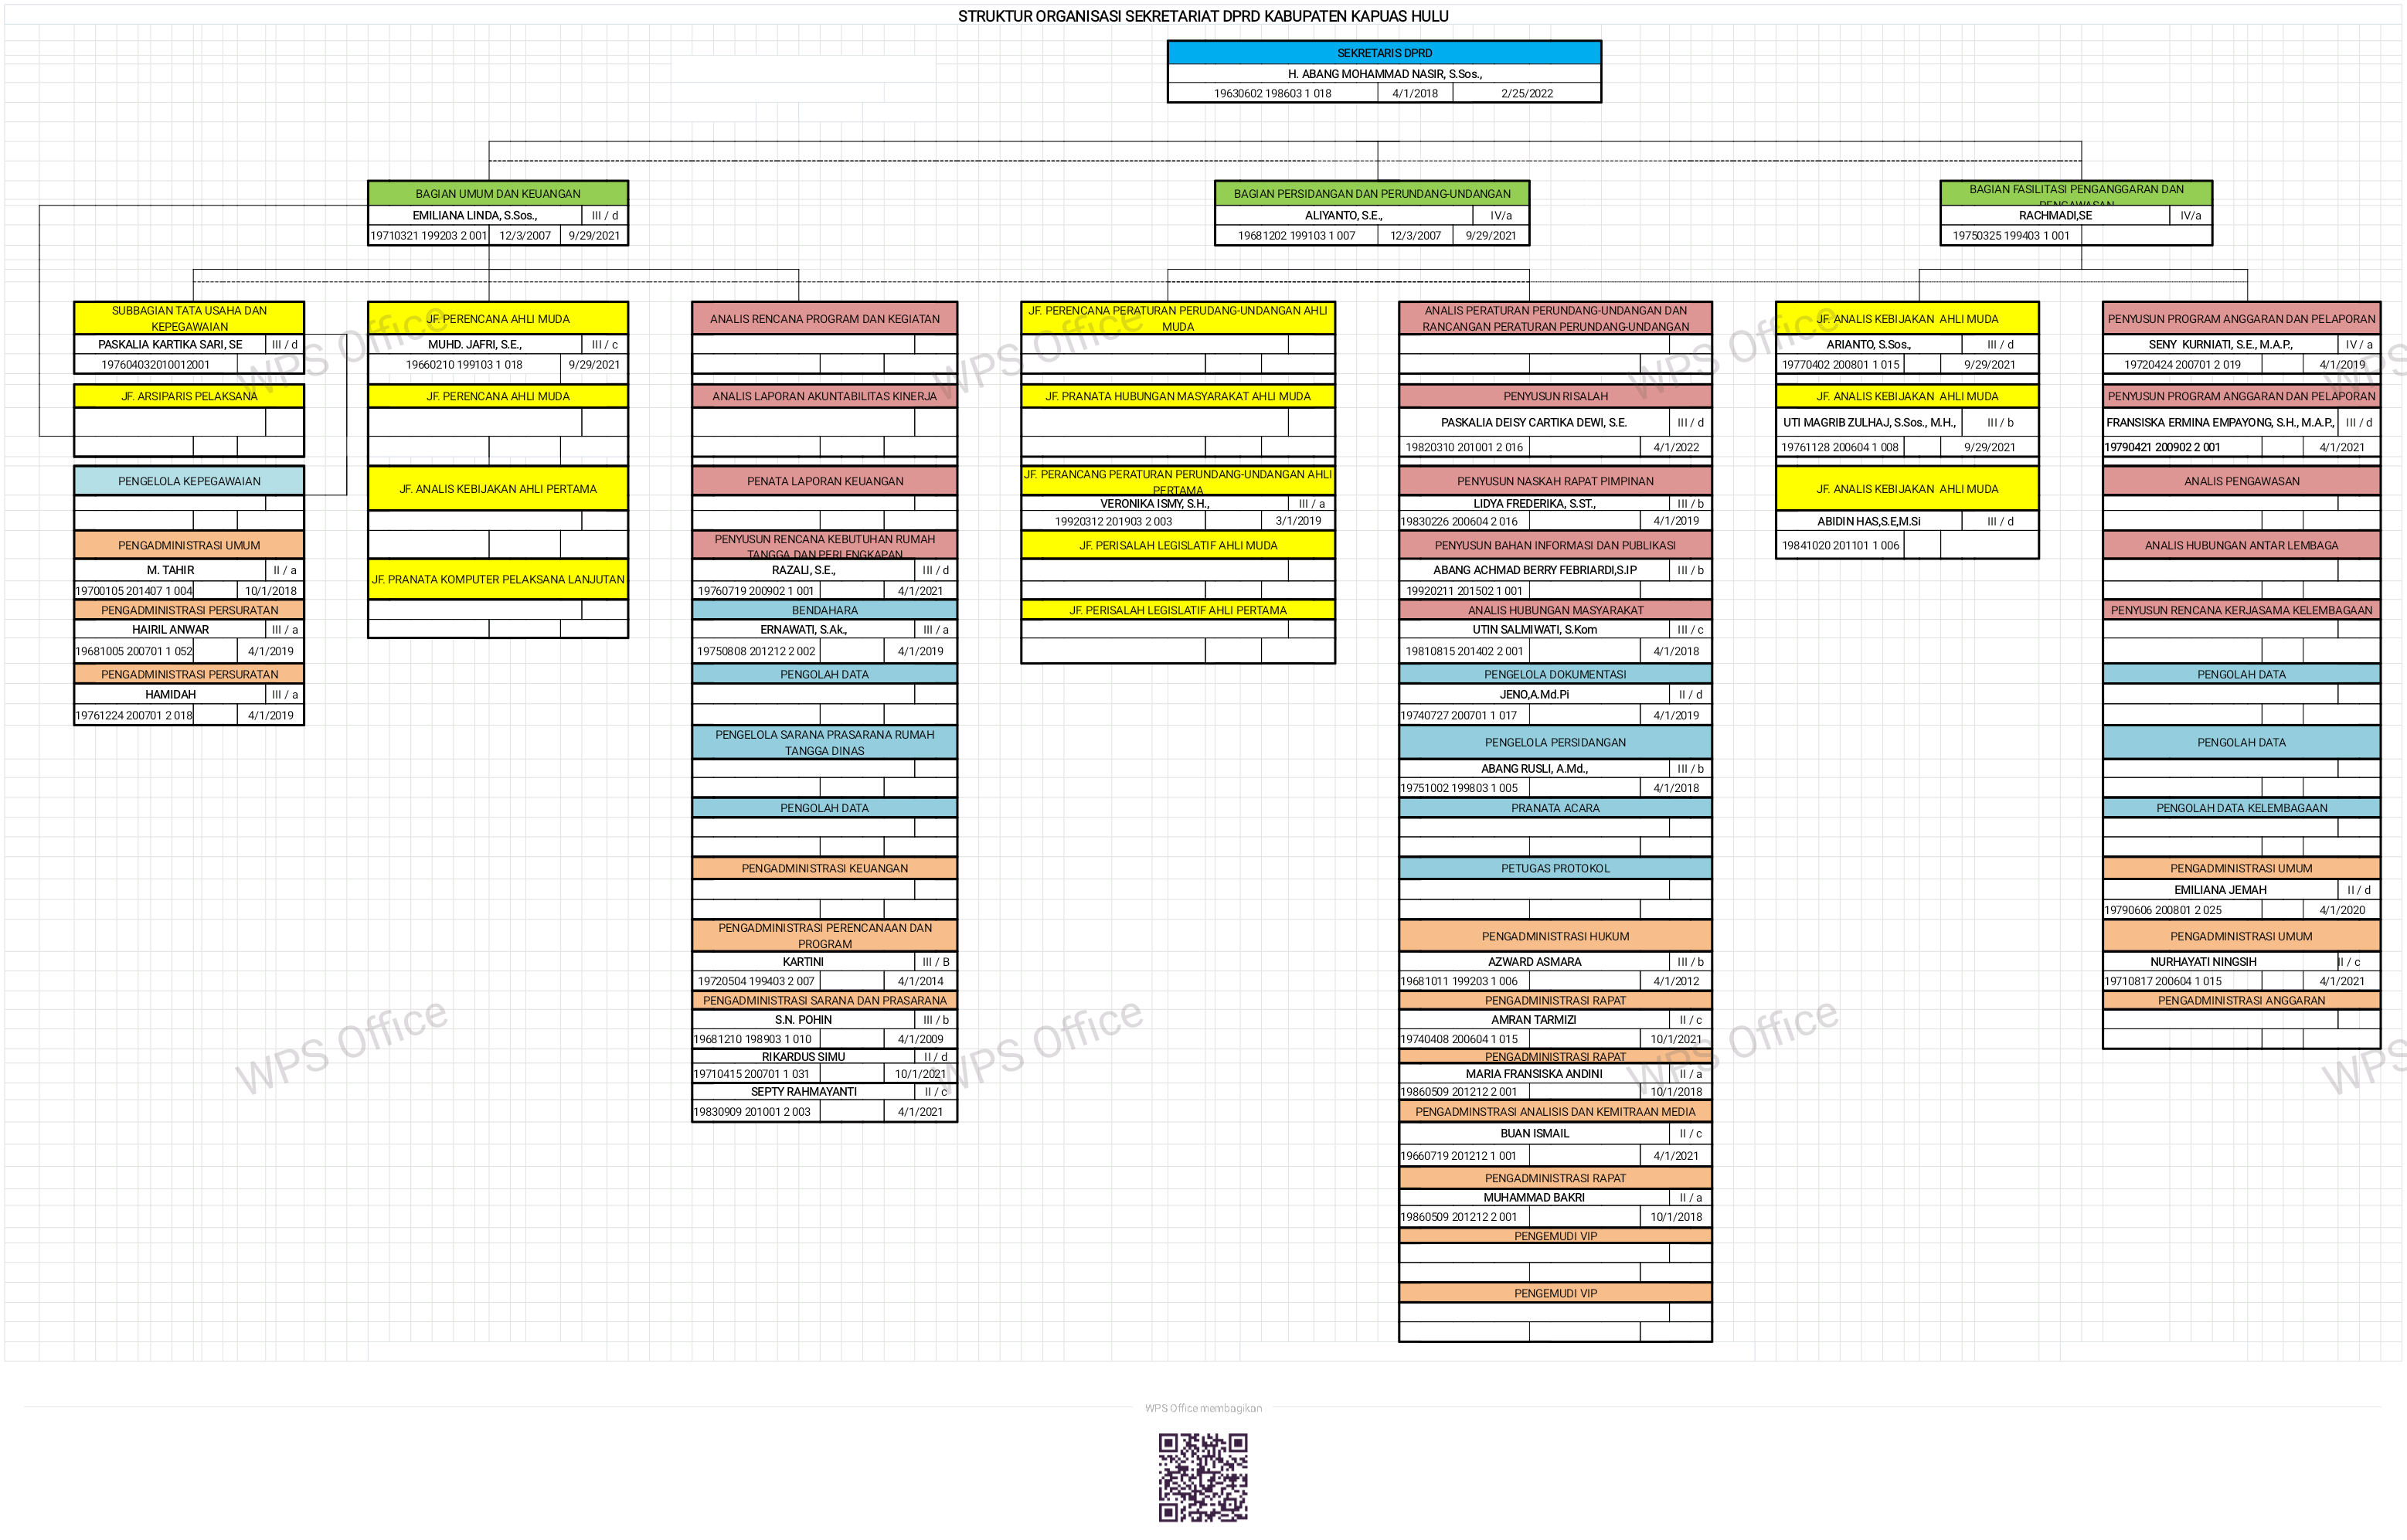 STRUKTUR ORGANISASI SEKRETARIAT DPRD KABUPATEN KAPUAS HULU
SEKRETARIS DPRD
H. ABANG MOHAMMAD NASIR, S.Sos.,
19630602 198603 1 018 4/1/2018 2/25/2022
BAGIAN UMUM DAN KEUANGAN
EMILIANA LINDA, S.Sos., III / d
19710321 199203 2 001 12/3/2007 9/29/2021
BAGIAN PERSIDANGAN DAN PERUNDANG-UNDANGAN
ALIYANTO, S.E., IV/a
19681202 199103 1 007 12/3/2007 9/29/2021
BAGIAN FASILITASI PENGANGGARAN DAN
PENGAWASAN
RACHMADI,SE IV/a
19750325 199403 1 001
SUBBAGIAN TATA USAHA DAN
KEPEGAWAIAN
PASKALIA KARTIKA SARI, SE III / d
197604032010012001
JF. ARSIPARIS PELAKSANA
PENGELOLA KEPEGAWAIAN
PENGADMINISTRASI UMUM
M. TAHIR II / a
19700105 201407 1 004 10/1/2018
PENGADMINISTRASI PERSURATAN
HAIRIL ANWAR III / a
19681005 200701 1 052 4/1/2019
PENGADMINISTRASI PERSURATAN
HAMIDAH III / a
19761224 200701 2 018 4/1/2019
JF. PERENCANA AHLI MUDA
MUHD. JAFRI, S.E., III / c
19660210 199103 1 018 9/29/2021
JF. PERENCANA AHLI MUDA
JF. ANALIS KEBIJAKAN AHLI PERTAMA
JF. PRANATA KOMPUTER PELAKSANA LANJUTAN
ANALIS RENCANA PROGRAM DAN KEGIATAN
ANALIS LAPORAN AKUNTABILITAS KINERJA
PENATA LAPORAN KEUANGAN
PENYUSUN RENCANA KEBUTUHAN RUMAH
TANGGA DAN PERLENGKAPAN
RAZALI, S.E., III / d
19760719 200902 1 001 4/1/2021
BENDAHARA
ERNAWATI, S.Ak., III / a
19750808 201212 2 002 4/1/2019
PENGOLAH DATA
PENGELOLA SARANA PRASARANA RUMAH
TANGGA DINAS
PENGOLAH DATA
PENGADMINISTRASI KEUANGAN
PENGADMINISTRASI PERENCANAAN DAN
PROGRAM
KARTINI III / B
19720504 199403 2 007 4/1/2014
PENGADMINISTRASI SARANA DAN PRASARANA
S.N. POHIN III / b
19681210 198903 1 010 4/1/2009
RIKARDUS SIMU II / d
19710415 200701 1 031 10/1/2021
SEPTY RAHMAYANTI II / c
19830909 201001 2 003 4/1/2021
JF. PERENCANA PERATURAN PERUDANG-UNDANGAN AHLI
MUDA
JF. PRANATA HUBUNGAN MASYARAKAT AHLI MUDA
JF. PERANCANG PERATURAN PERUNDANG-UNDANGAN AHLI
PERTAMA
VERONIKA ISMY, S.H., III / a
19920312 201903 2 003 3/1/2019
JF. PERISALAH LEGISLATIF AHLI MUDA
JF. PERISALAH LEGISLATIF AHLI PERTAMA
ANALIS PERATURAN PERUNDANG-UNDANGAN DAN
RANCANGAN PERATURAN PERUNDANG-UNDANGAN
PENYUSUN RISALAH
PASKALIA DEISY CARTIKA DEWI, S.E. III / d
19820310 201001 2 016 4/1/2022
PENYUSUN NASKAH RAPAT PIMPINAN
LIDYA FREDERIKA, S.ST., III / b
19830226 200604 2 016 4/1/2019
PENYUSUN BAHAN INFORMASI DAN PUBLIKASI
ABANG ACHMAD BERRY FEBRIARDI,S.IP III / b
19920211 201502 1 001
ANALIS HUBUNGAN MASYARAKAT
UTIN SALMIWATI, S.Kom III / c
19810815 201402 2 001 4/1/2018
PENGELOLA DOKUMENTASI
JENO,A.Md.Pi II / d
19740727 200701 1 017 4/1/2019
PENGELOLA PERSIDANGAN
ABANG RUSLI, A.Md., III / b
19751002 199803 1 005 4/1/2018
PRANATA ACARA
PETUGAS PROTOKOL
PENGADMINISTRASI HUKUM
AZWARD ASMARA III / b
19681011 199203 1 006 4/1/2012
PENGADMINISTRASI RAPAT
AMRAN TARMIZI II / c
19740408 200604 1 015 10/1/2021
PENGADMINISTRASI RAPAT
MARIA FRANSISKA ANDINI II / a
19860509 201212 2 001 10/1/2018
PENGADMINSTRASI ANALISIS DAN KEMITRAAN MEDIA
BUAN ISMAIL II / c
19660719 201212 1 001 4/1/2021
PENGADMINISTRASI RAPAT
MUHAMMAD BAKRI II / a
19860509 201212 2 001 10/1/2018
PENGEMUDI VIP
PENGEMUDI VIP
JF. ANALIS KEBIJAKAN AHLI MUDA
ARIANTO, S.Sos., III / d
19770402 200801 1 015 9/29/2021
JF. ANALIS KEBIJAKAN AHLI MUDA
UTI MAGRIB ZULHAJ, S.Sos., M.H., III / b
19761128 200604 1 008 9/29/2021
JF. ANALIS KEBIJAKAN AHLI MUDA
ABIDIN HAS,S.E,M.Si III / d
19841020 201101 1 006
PENYUSUN PROGRAM ANGGARAN DAN PELAPORAN
SENY KURNIATI, S.E., M.A.P., IV / a
19720424 200701 2 019 4/1/2019
PENYUSUN PROGRAM ANGGARAN DAN PELAPORAN
FRANSISKA ERMINA EMPAYONG, S.H., M.A.P., III / d
19790421 200902 2 001 4/1/2021
ANALIS PENGAWASAN
ANALIS HUBUNGAN ANTAR LEMBAGA
PENYUSUN RENCANA KERJASAMA KELEMBAGAAN
PENGOLAH DATA
PENGOLAH DATA
PENGOLAH DATA KELEMBAGAAN
PENGADMINISTRASI UMUM
EMILIANA JEMAH II / d
19790606 200801 2 025 4/1/2020
PENGADMINISTRASI UMUM
NURHAYATI NINGSIH II / c
19710817 200604 1 015 4/1/2021
PENGADMINISTRASI ANGGARAN
WPS Office
WPS Office
WPS Office
WPS
WPS Office
WPS Office
WPS Office
WPS
WPS Office membagikan